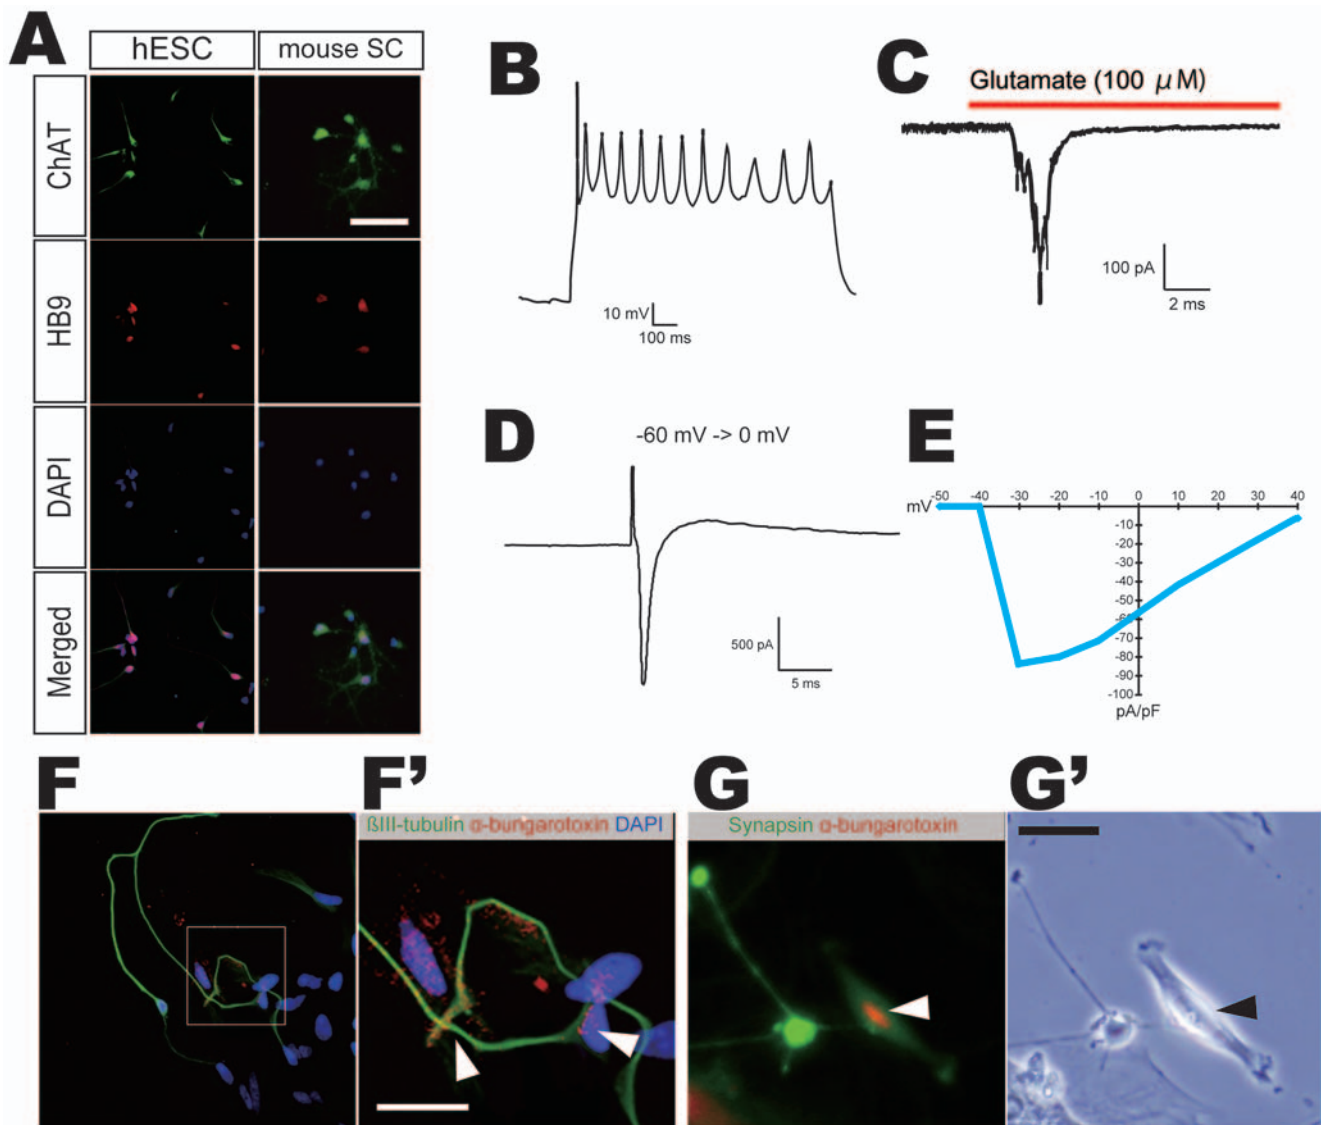 A
hESC
mouse SC
ChAT
HB9
DAPI
Merged
B
10 mV
100 ms
C
Glutamate (100 μM)
100 pA
2 ms
D
-60 mV -> 0 mV
500 pA
5 ms
E
mV
-50 -40 -30 -20 -10 0 10 20 30 40
-10
-20
-30
-40
-50
-60
-70
-80
-90
-100
pA/pF
F
F’
ßIII-tubulin α-bungarotoxin DAPI
G
Synapsin α-bungarotoxin
G’